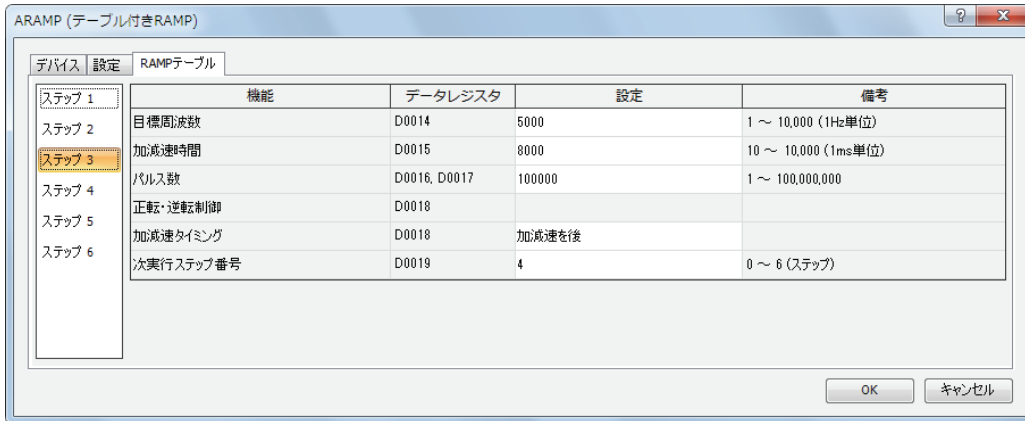 ARAMP (テーブル付きRAMP)
デバイス 設定 RAMPテーブル
ステップ 1
ステップ 2
ステップ 3
ステップ 4
ステップ 5
ステップ 6
機能 データレジスタ 設定 備考
目標周波数 D0014 5000 1 ～ 10,000 (1Hz単位)
加減速時間 D0015 8000 10 ～ 10,000 (1ms単位)
パルス数 D0016, D0017 100000 1 ～ 100,000,000
正転・逆転制御 D0018
加減速タイミング D0018 加減速を後
次実行ステップ番号 D0019 4 0 ～ 6 (ステップ)
OK キャンセル